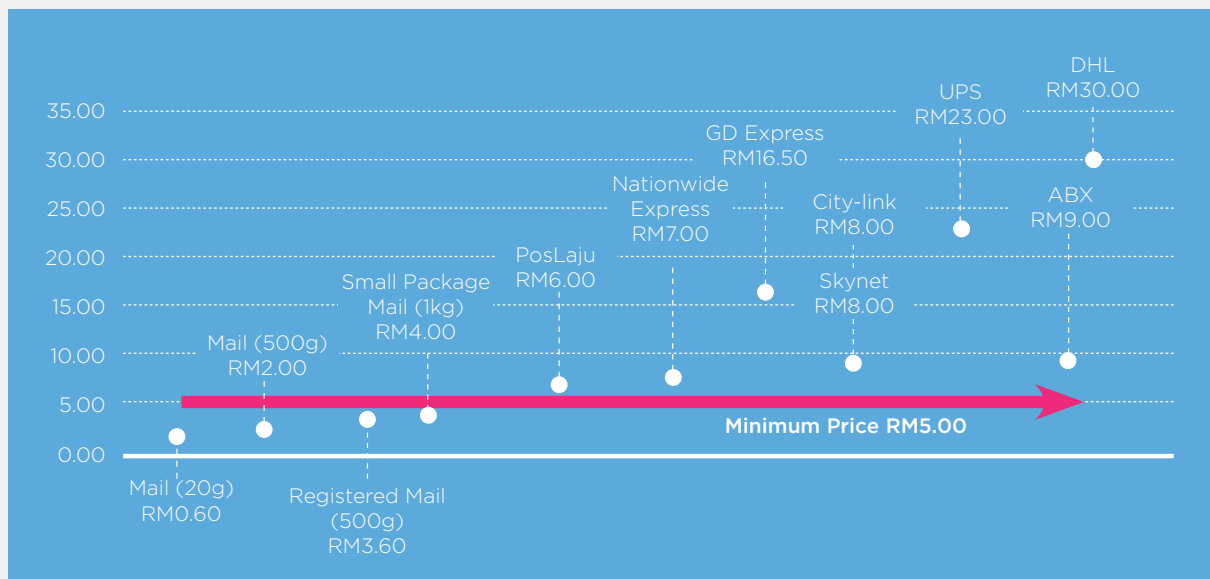 35.00
30.00
25.00
20.00
15.00
10.00
5.00
0.00
Mail (20g)
RM0.60
Mail (500g)
RM2.00
Registered Mail
(500g)
RM3.60
Small Package
Mail (1kg)
RM4.00
PosLaju
RM6.00
Nationwide
Express
RM7.00
GD Express
RM16.50
City-link
RM8.00
Skynet
RM8.00
UPS
RM23.00
DHL
RM30.00
ABX
RM9.00
Minimum Price RM5.00